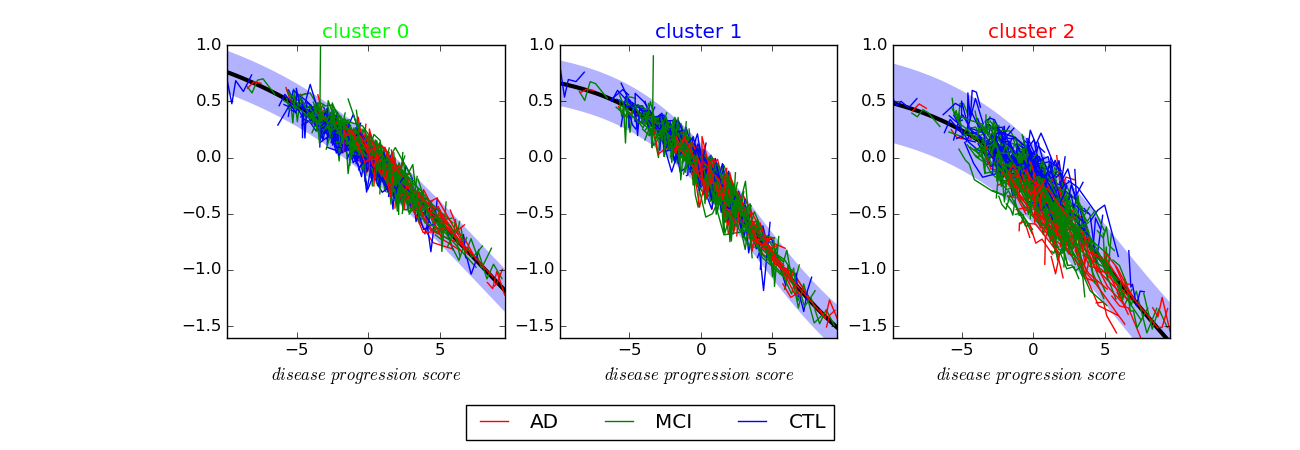 cluster 0 cluster 1 cluster 2
1.0 1.0 1.0
0.5 0.5 0.5
0.0 0.0 0.0
−0.5 −0.5 −0.5
−1.0 −1.0 −1.0
−1.5 −1.5 −1.5
−5 0 5 −5 0 5 −5 0 5
disease progression score disease progression score disease progression score
AD MCI CTL